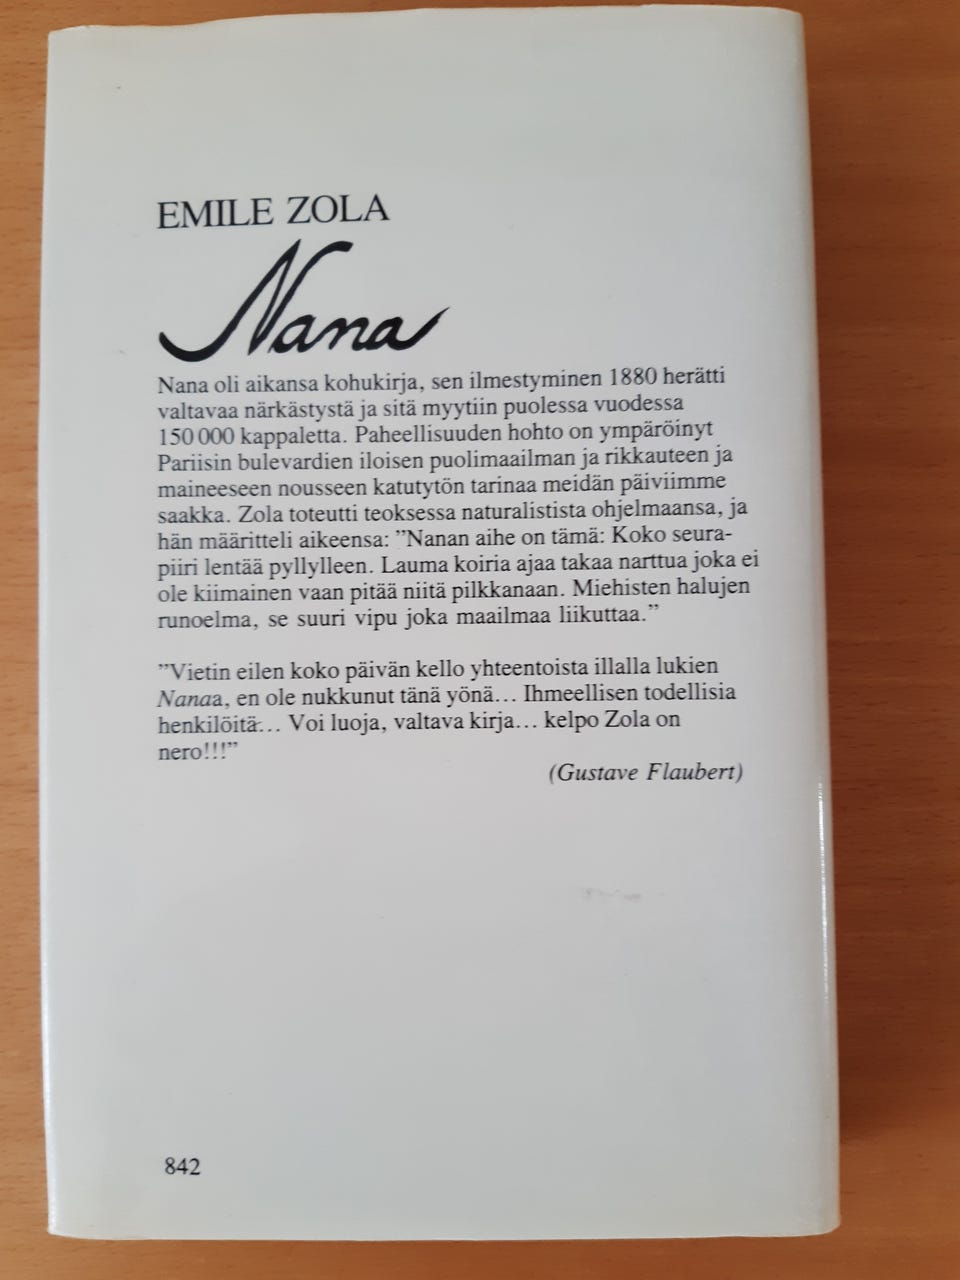 EMILE ZOLA
Nana
Nana oli aikansa kohukirja, sen ilmestyminen 1880 herätti
valtavaa närkästystä ja sitä myytiin puolessa vuodessa
150 000 kappaletta. Paheellisuuden hohto on ympäröinyt
Pariisin bulevardien iloisen puolimaailman ja rikkauteen ja
maineeseen nousseen katutytön tarinaa meidän päiviimme
saakka. Zola toteutti teoksessa naturalistista ohjelmaansa, ja
hän määritteli aikeensa: ”Nanan aihe on tämä: Koko seura-
piiri lentää pyllylleen. Lauma koiria ajaa takaa narttua joka ei
ole kiimainen vaan pitää niitä pilkkanaan. Miehisten halujen
runoelma, se suuri vipu joka maailmaa liikuttaa.”
”Vietin eilen koko päivän kello yhteentoista illalla lukien
Nanaa, en ole nukkunut tänä yönä... Ihmeellisen todellisia
henkilöitä... Voi luoja, valtava kirja... kelpo Zola on
nero!!!”
(Gustave Flaubert)
842